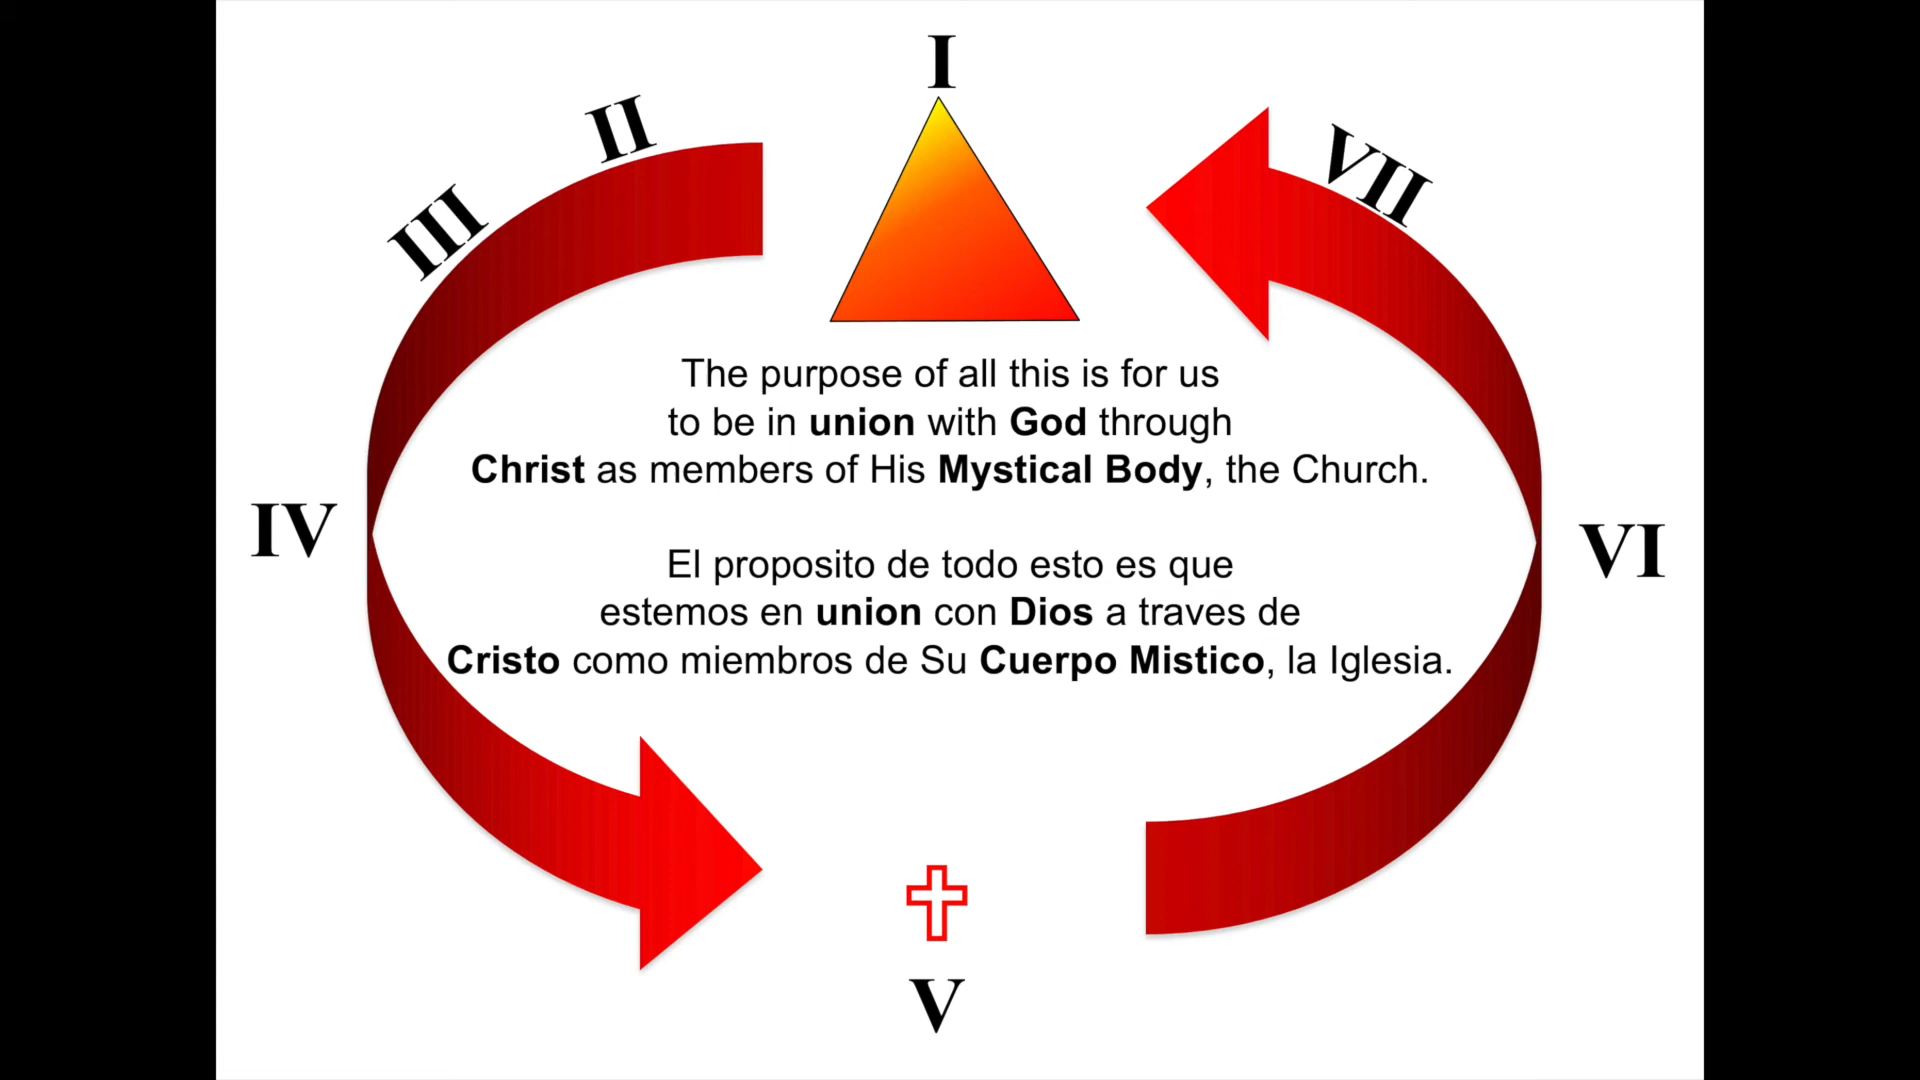 I
II
III
VII
The purpose of all this is for us
to be in union with God through
Christ as members of His Mystical Body, the Church.
IV
VI
El proposito de todo esto es que
estemos en union con Dios a traves de
Cristo como miembros de Su Cuerpo Mistico, la Iglesia.
V